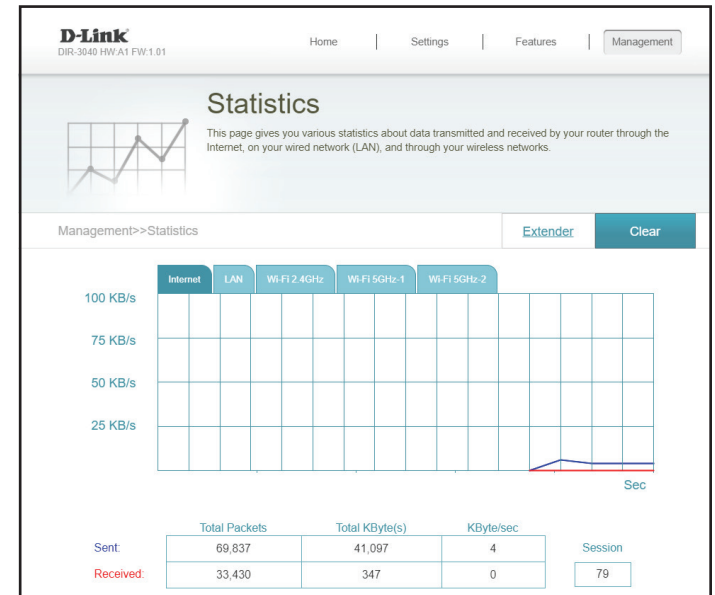 D-Link
DIR-3040 HW:A1 FW:1.01
Home | Settings | Features | Management
Statistics
This page gives you various statistics about data transmitted and received by your router through the
Internet, on your wired network (LAN), and through your wireless networks.
Management>>Statistics Extender Clear
Internet LAN Wi-Fi 2.4GHz Wi-Fi 5GHz-1 Wi-Fi 5GHz-2
100 KB/s
75 KB/s
50 KB/s
25 KB/s
Sec
Total Packets Total KByte(s) KByte/sec
Sent: 69,837 41,097 4 Session
Received: 33,430 347 0 79